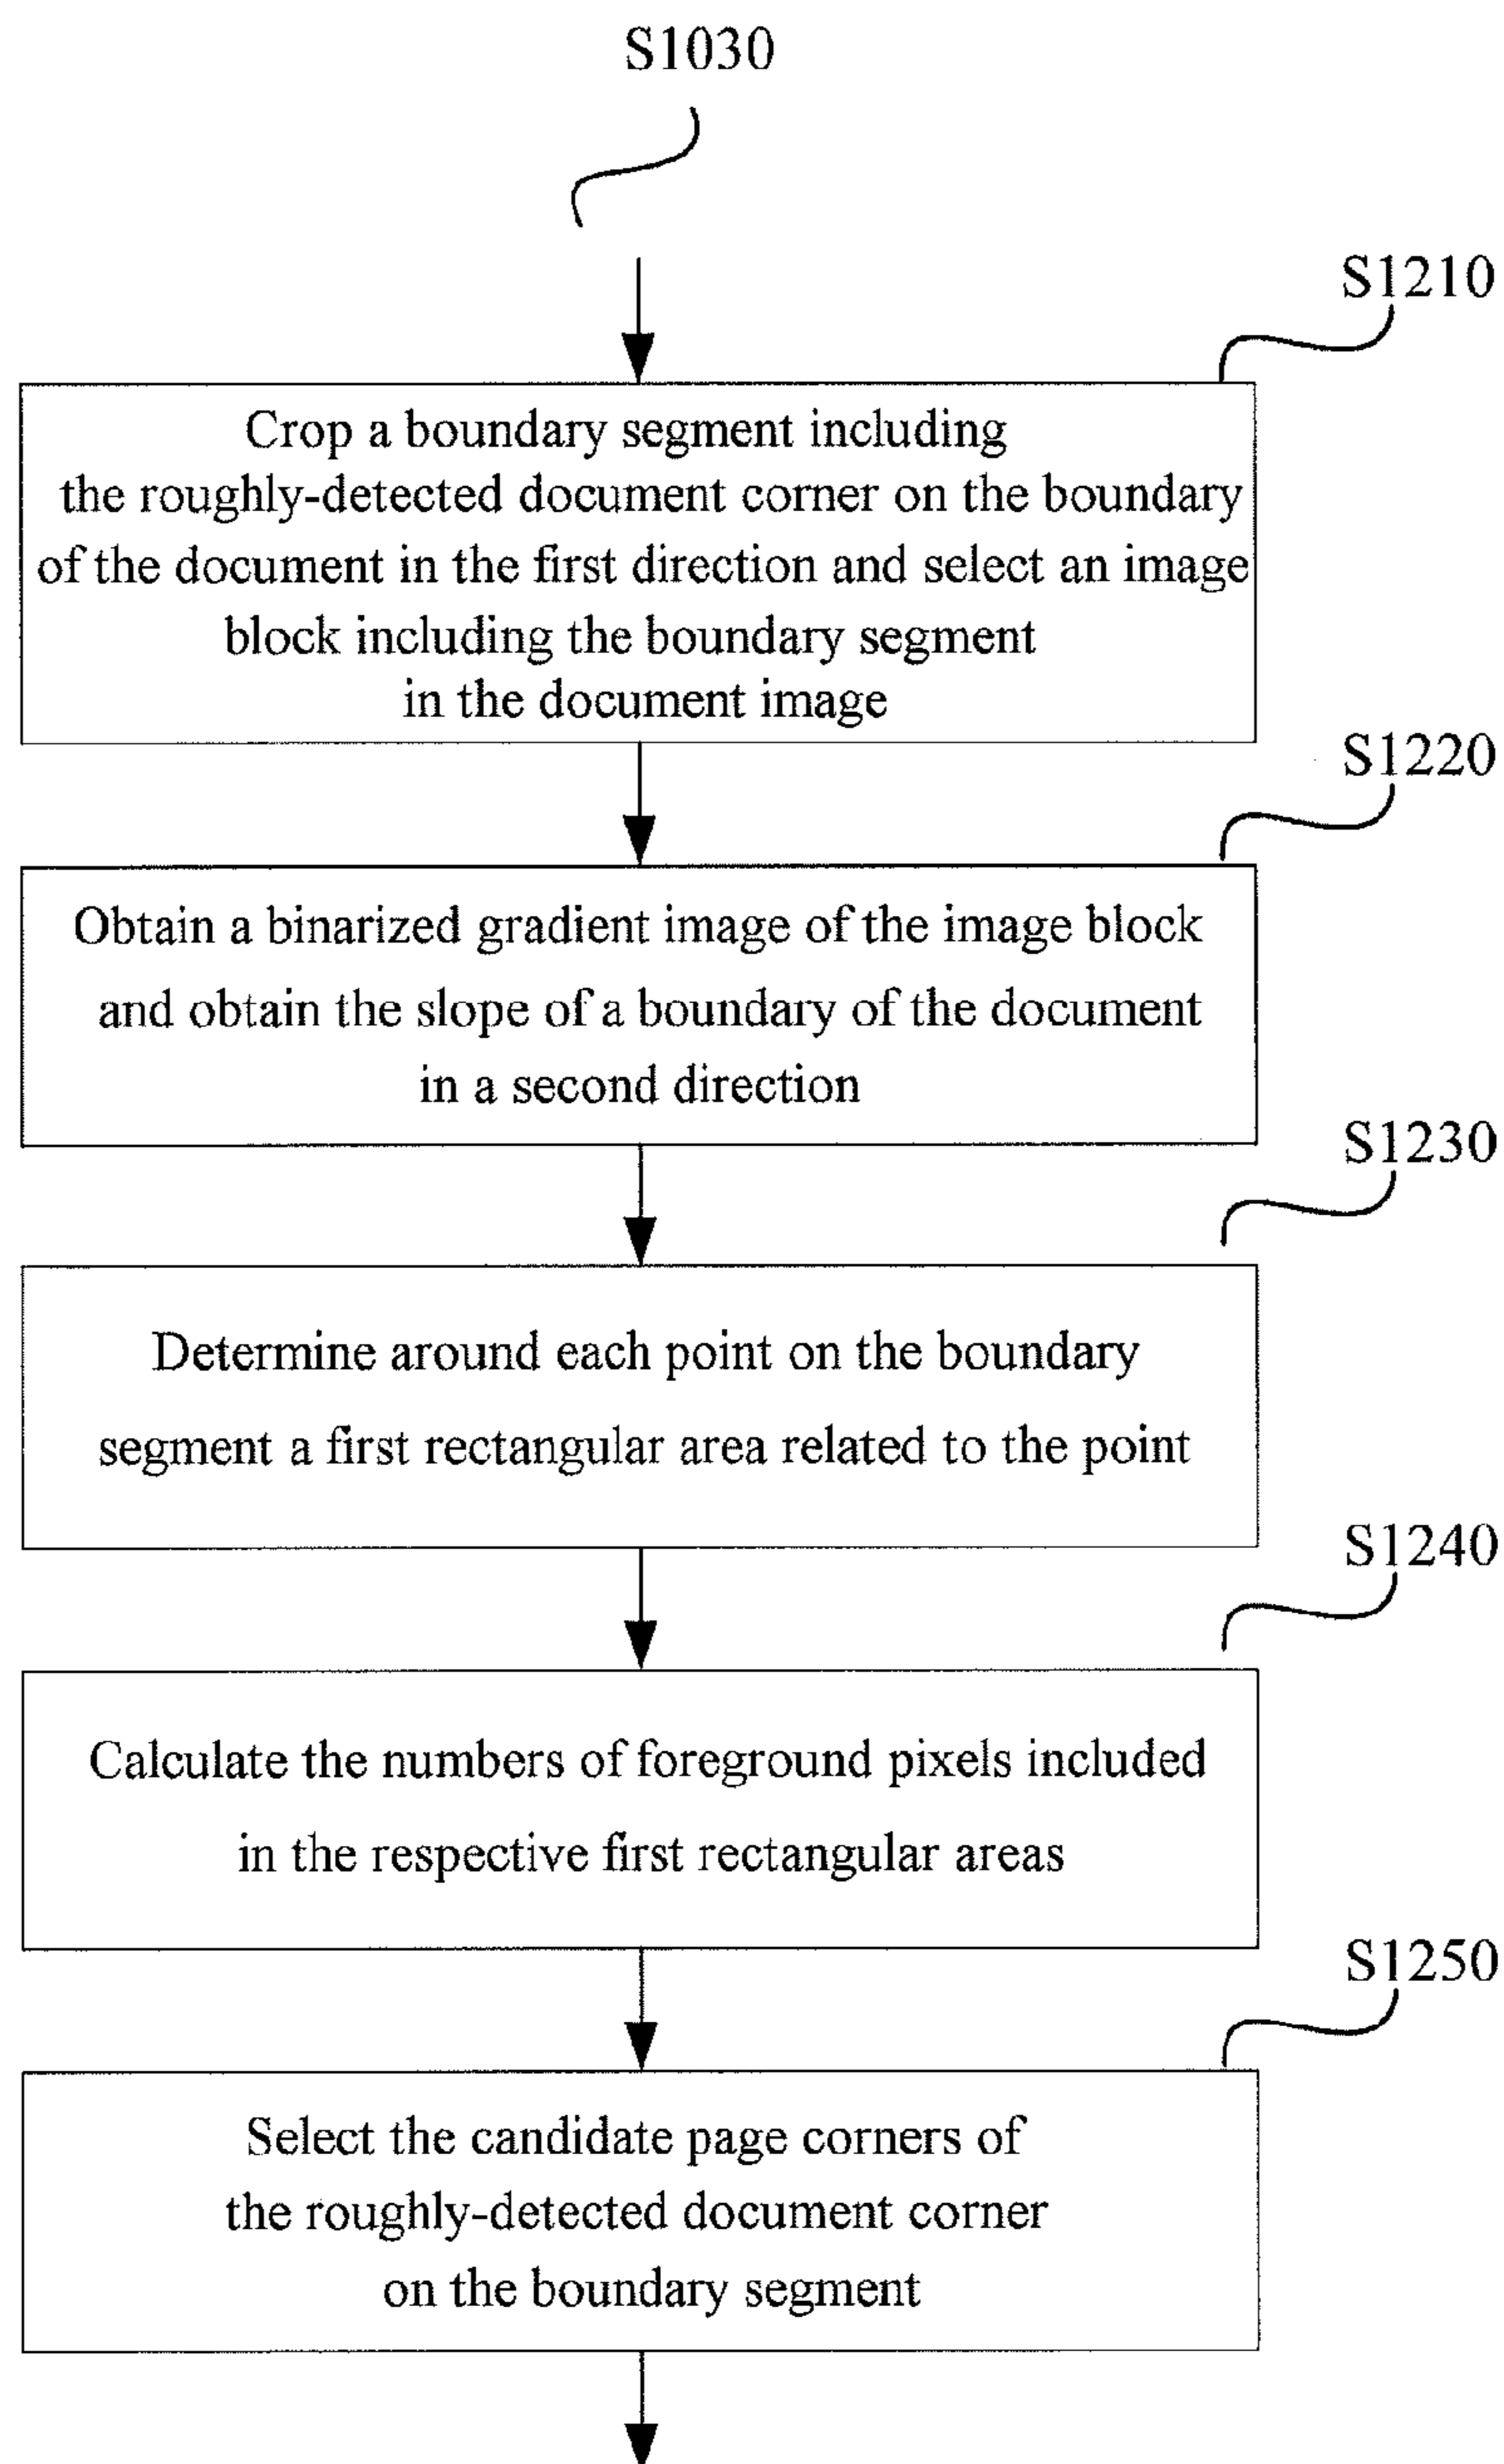 S1030
S1210
Crop a boundary segment including
the roughly-detected document corner on the boundary
of the document in the first direction and select an image
block including the boundary segment
in the document image
S1220
Obtain a binarized gradient image of the image block
and obtain the slope of a boundary of the document
in a second direction
S1230
Determine around each point on the boundary
segment a first rectangular area related to the point
S1240
Calculate the numbers of foreground pixels included
in the respective first rectangular areas
S1250
Select the candidate page corners of
the roughly-detected document corner
on the boundary segment